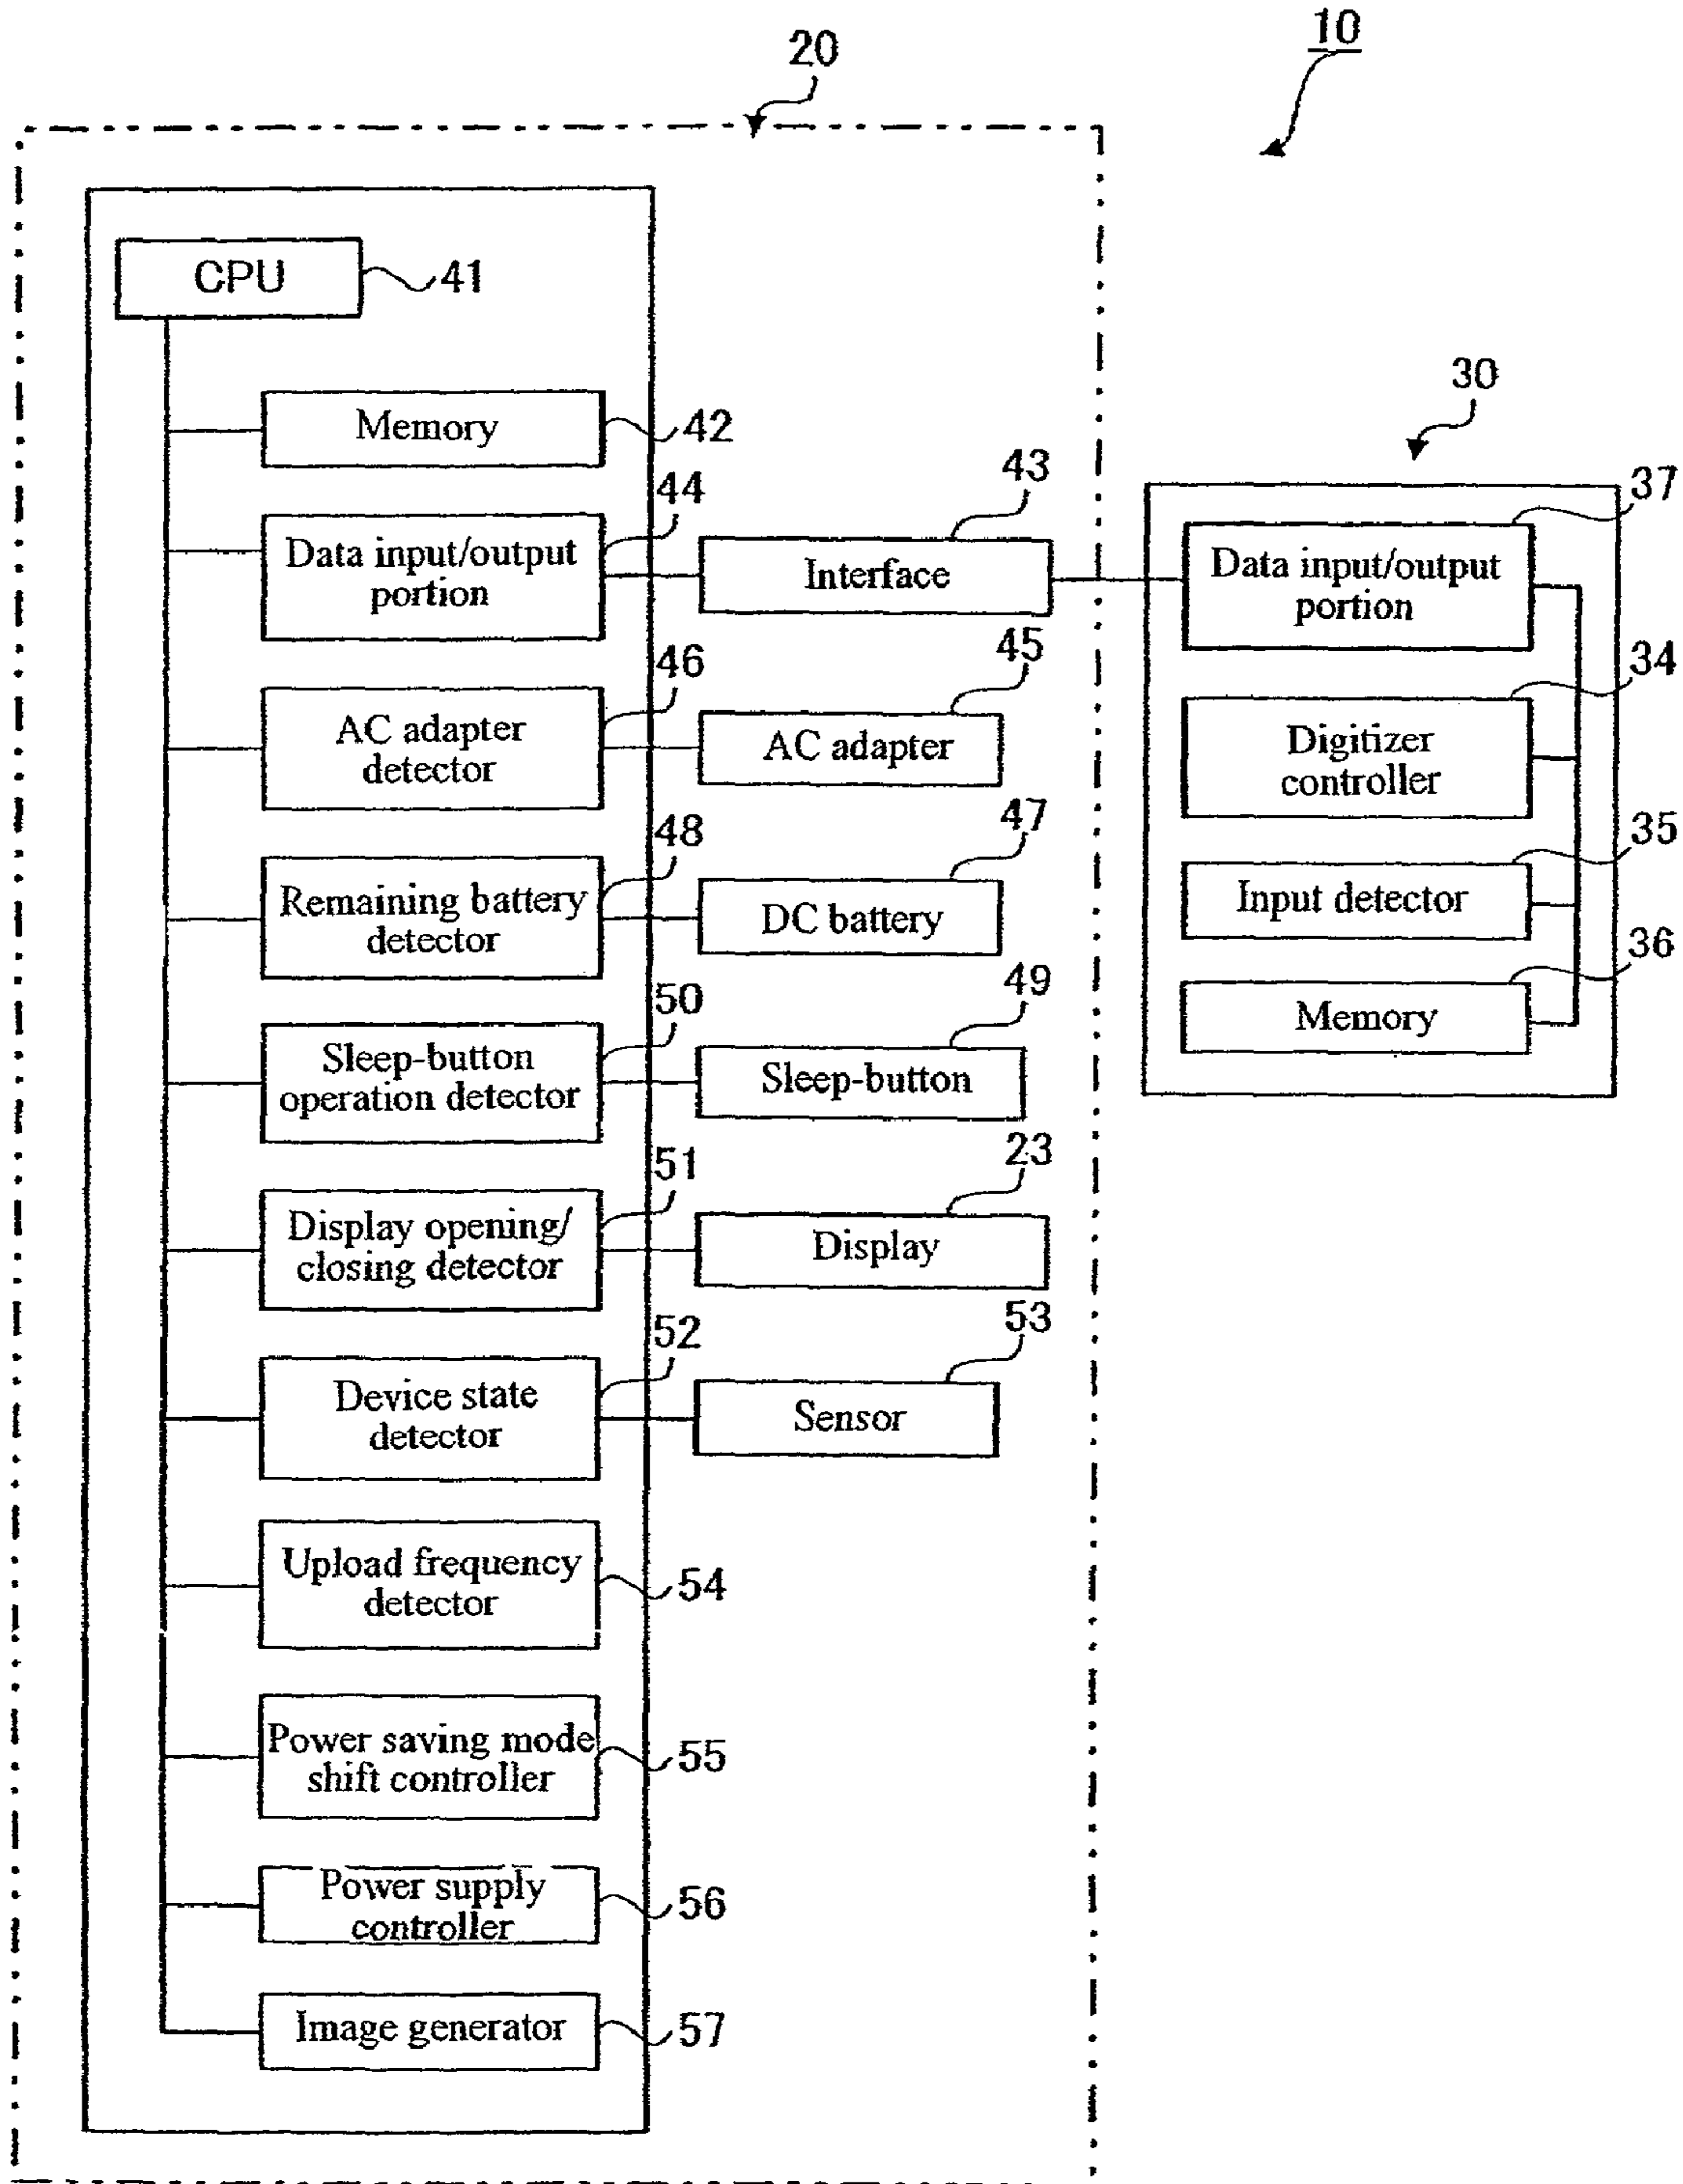 10
20
CPU
41
Memory
42
44
Data input/output
portion
43
Interface
46
AC adapter
detector
45
AC adapter
48
Remaining battery
detector
47
DC battery
50
Sleep-button
operation detector
49
Sleep-button
51
Display opening/
closing detector
23
Display
52
Device state
detector
53
Sensor
Upload frequency
detector
54
Power saving mode
shift controller
55
Power supply
controller
56
Image generator
57
30
37
Data input/output
portion
34
Digitizer
controller
35
Input detector
36
Memory